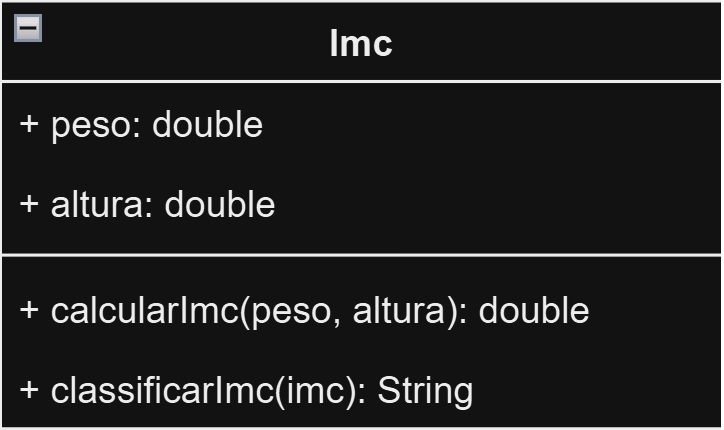 Imc
+ peso: double
+ altura: double
+ calcularImc(peso, altura): double
+ classificarImc(imc): String